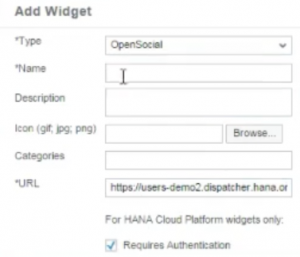 Add Widget
*Type
OpenSocial
*Name
Description
Icon (gif; jpg; png)
Browse...
Categories
*URL
https://users-demo2.dispatcher.hana.or
For HANA Cloud Platform widgets only:
Requires Authentication